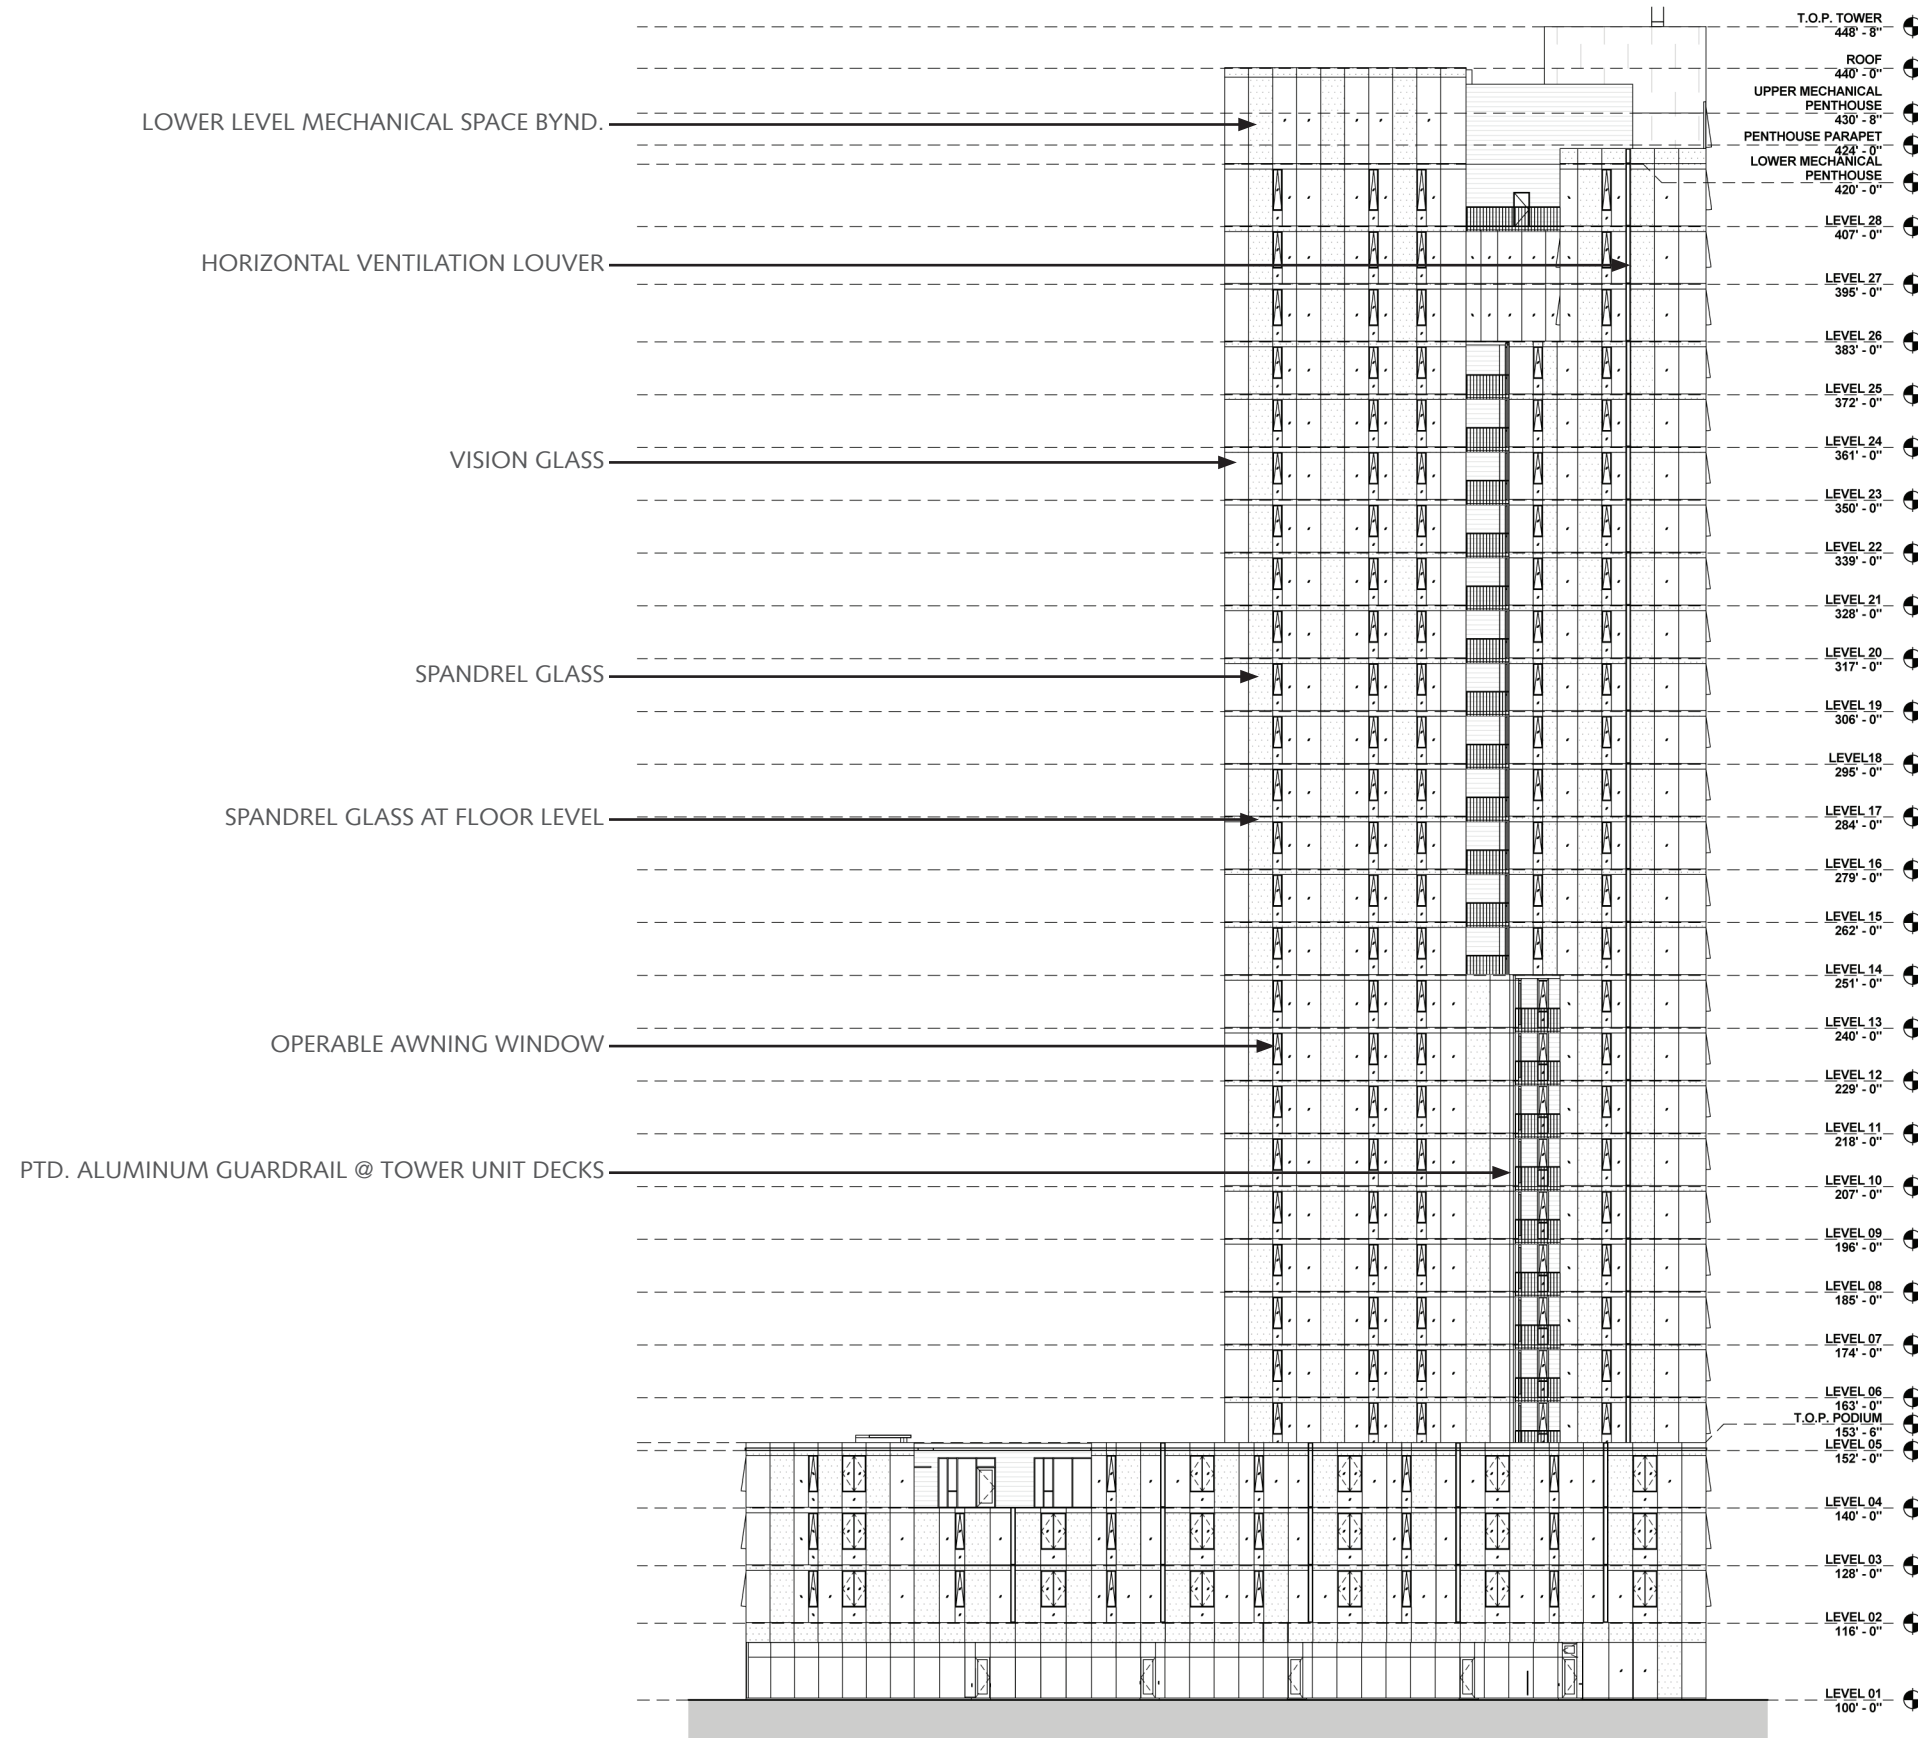 T.O.P. TOWER
448' - 8"
ROOF
440' - 0"
UPPER MECHANICAL
PENTHOUSE
430' - 8"
LOWER LEVEL MECHANICAL SPACE BYND.
PENTHOUSE PARAPET
424' - 0"
LOWER MECHANICAL
PENTHOUSE
420' - 0"
LEVEL 28
407' - 0"
HORIZONTAL VENTILATION LOUVER
LEVEL 27
395' - 0"
LEVEL 26
383' - 0"
LEVEL 25
372' - 0"
LEVEL 24
361' - 0"
VISION GLASS
LEVEL 23
350' - 0"
LEVEL 22
339' - 0"
LEVEL 21
328' - 0"
LEVEL 20
317' - 0"
SPANDREL GLASS
LEVEL 19
306' - 0"
LEVEL18
295' - 0"
LEVEL 17
284' - 0"
SPANDREL GLASS AT FLOOR LEVEL
LEVEL 16
279' - 0"
LEVEL 15
262' - 0"
LEVEL 14
251' - 0"
LEVEL 13
240' - 0"
OPERABLE AWNING WINDOW
LEVEL 12
229' - 0"
LEVEL 11
218' - 0"
PTD. ALUMINUM GUARDRAIL @ TOWER UNIT DECKS
LEVEL 10
207' - 0"
LEVEL 09
196' - 0"
LEVEL 08
185' - 0"
LEVEL 07
174' - 0"
LEVEL 06
163' - 0"
T.O.P. PODIUM
153' - 6"
LEVEL 05
152' - 0"
LEVEL 04
140' - 0"
LEVEL 03
128' - 0"
LEVEL 02
116' - 0"
LEVEL 01
100' - 0"